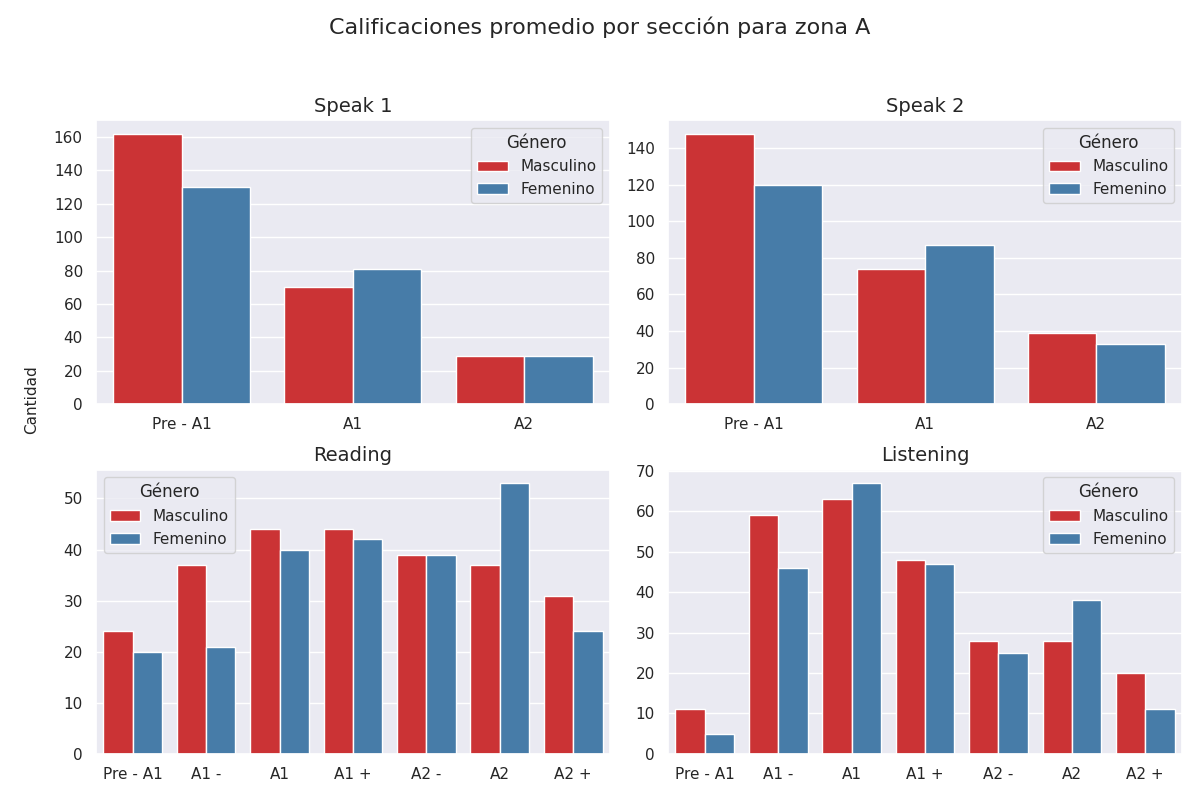 Calificaciones promedio por sección para zona A
Cantidad
Speak 1
160
140
120
100
80
60
40
20
0
Género
Masculino
Femenino
Pre - A1
A1
A2
Speak 2
140
120
100
80
60
40
20
0
Género
Masculino
Femenino
Pre - A1
A1
A2
Reading
50
40
30
20
10
0
Género
Masculino
Femenino
Pre - A1
A1 -
A1
A1 +
A2 -
A2
A2 +
Listening
70
60
50
40
30
20
10
0
Género
Masculino
Femenino
Pre - A1
A1 -
A1
A1 +
A2 -
A2
A2 +